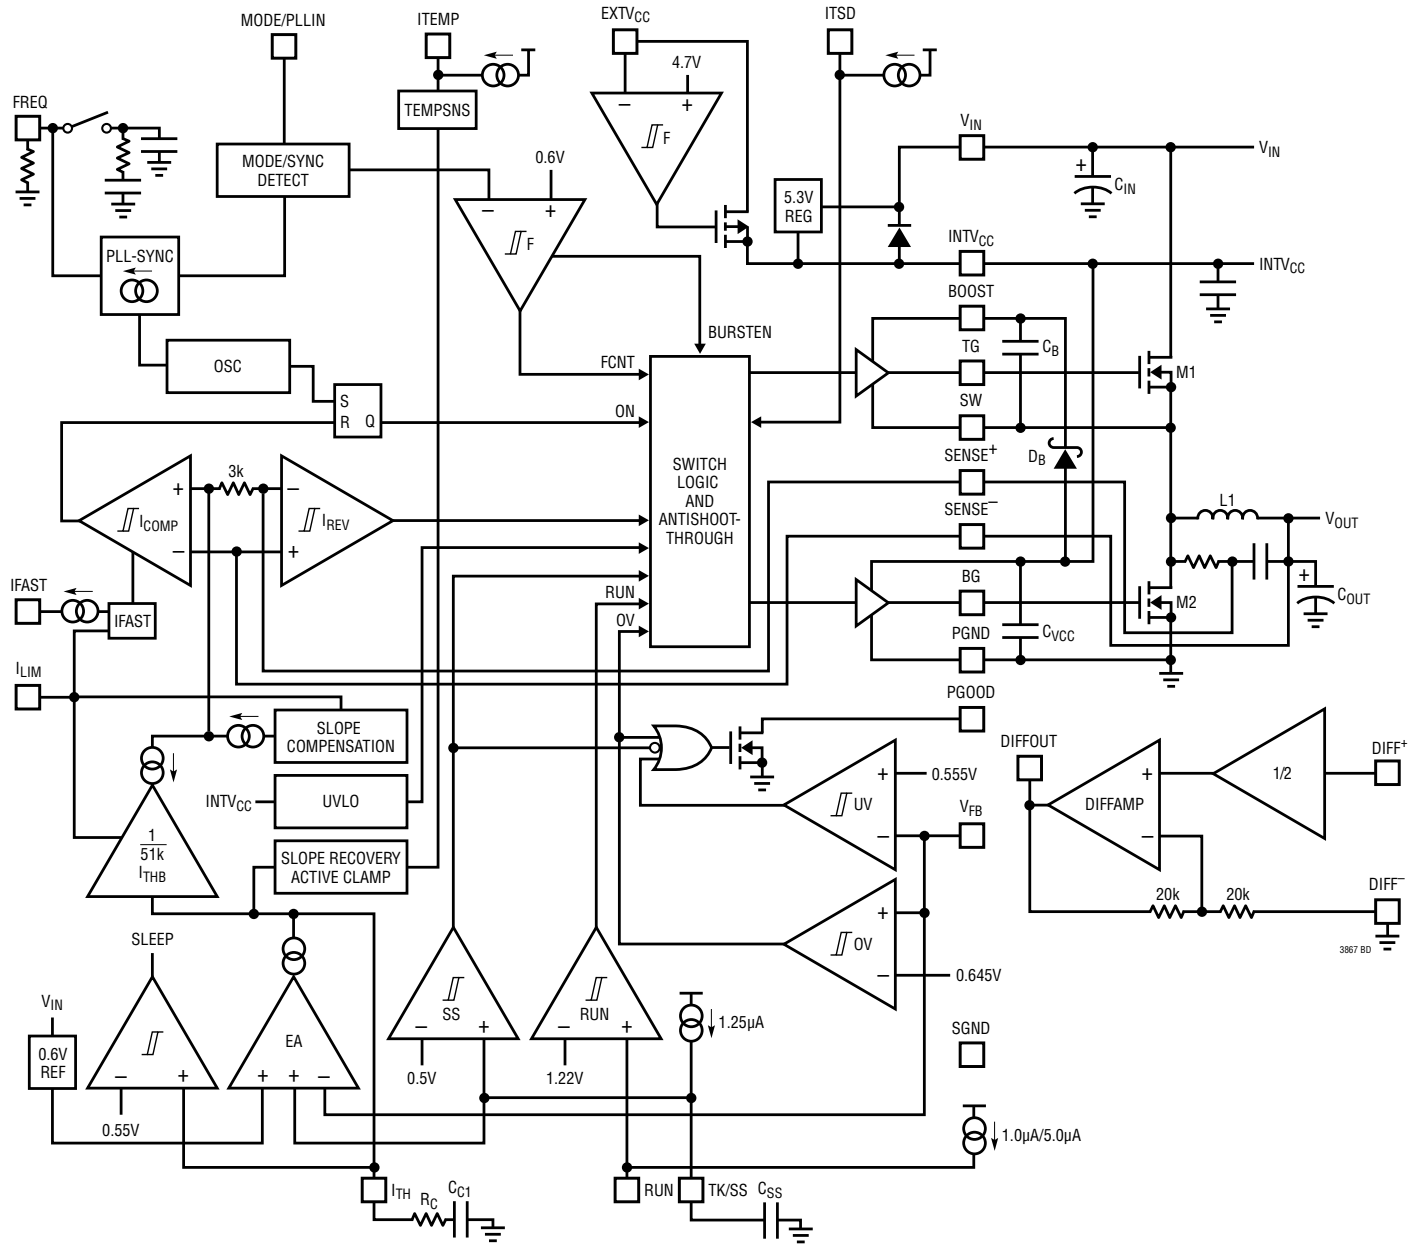 MODE/PLLIN
ITEMP
EXTVCC
ITSD
4.7V
FREQ
TEMPSNS
– +
F
VIN
VIN
MODE/SYNC
DETECT
0.6V
+
CIN
5.3V
REG
– +
F
PLL-SYNC
INTVCC
INTVCC
BOOST
BURSTEN
OSC
FCNT
TG
CB
M1
S
R Q
ON
SW
SWITCH
LOGIC
AND
ANTISHOOT-
THROUGH
SENSE+
DB
3k
+
–
ICOMP
–
+
IREV
L1
SENSE–
VOUT
BG
+
COUT
IFAST
IFAST
RUN
M2
OV
PGND
CVCC
ILIM
PGOOD
SLOPE
COMPENSATION
DIFFOUT
DIFF+
1/2
+
–
DIFFAMP
INTVCC
UVLO
+
–
UV
0.555V
VFB
1
51k
ITHB
SLOPE RECOVERY
ACTIVE CLAMP
20k
20k
DIFF–
+
–
OV
0.645V
3867 BD
SLEEP
VIN
0.6V
REF
– +
0.55V
EA
+ + –
SS
– +
0.5V
RUN
– +
1.22V
1.25µA
SGND
1.0µA/5.0µA
ITH
RC
CC1
RUN
TK/SS
CSS